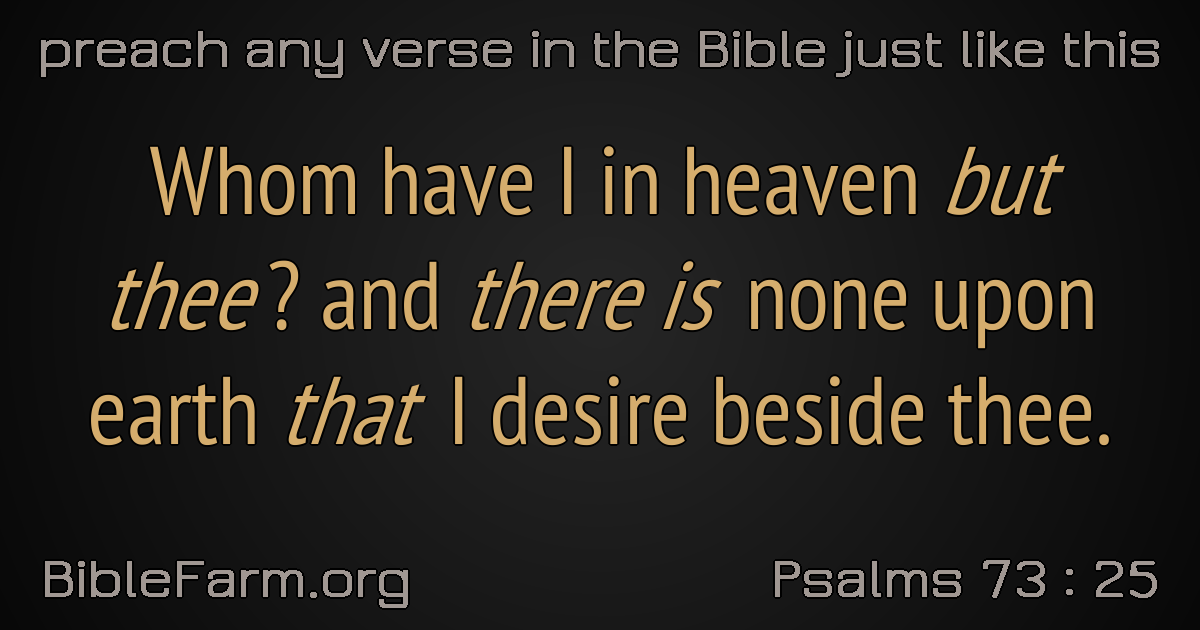 preach any verse in the Bible just like this
Whom have I in heaven but
thee? and there is none upon
earth that I desire beside thee.
BibleFarm.org
Psalms 73 : 25